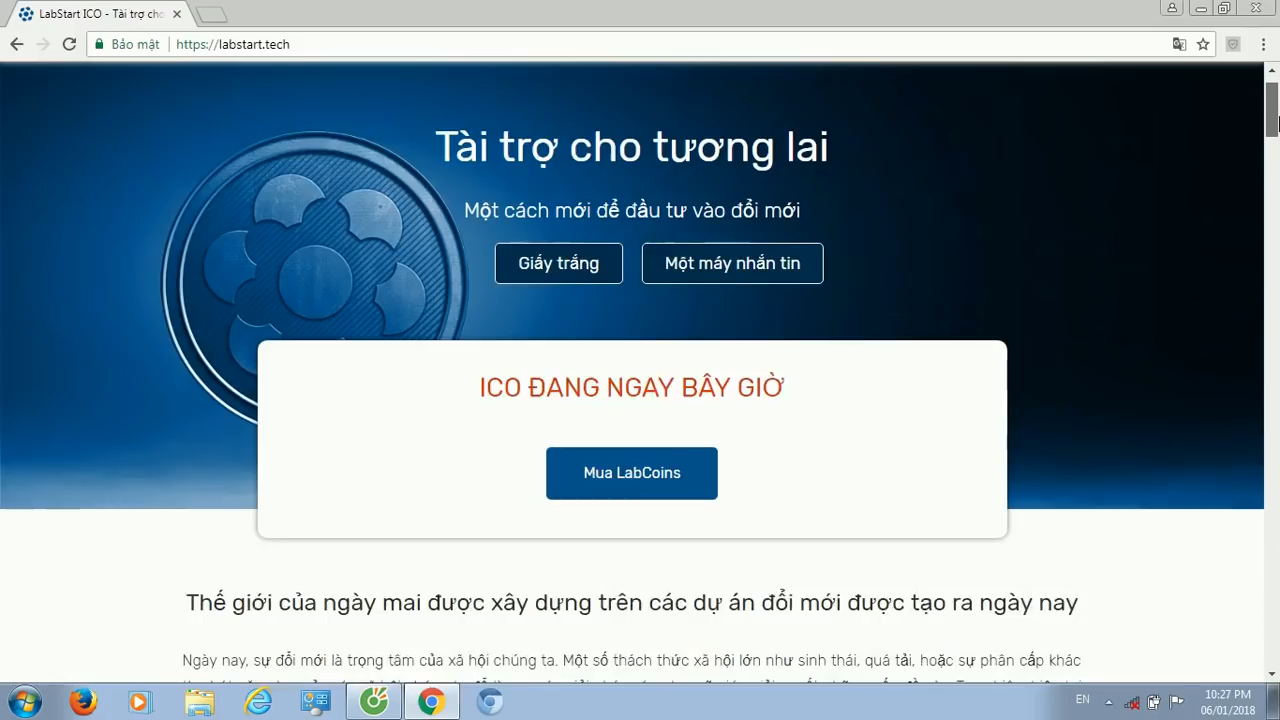 LabStart ICO - Tài trợ cho
Bảo mật
https://labstart.tech
Tài trợ cho tương lai
Một cách mới để đầu tư vào đổi mới
Giấy trắng
Một máy nhắn tin
ICO ĐANG NGAY BÂY GIỜ
Mua LabCoins
Thế giới của ngày mai được xây dựng trên các dự án đổi mới được tạo ra ngày nay
Ngày nay, sự đổi mới là trọng tâm của xã hội chúng ta. Một số thách thức xã hội lớn như sinh thái, quá tải, hoặc sự phân cấp khác
EN
10:27 PM
06/01/2018